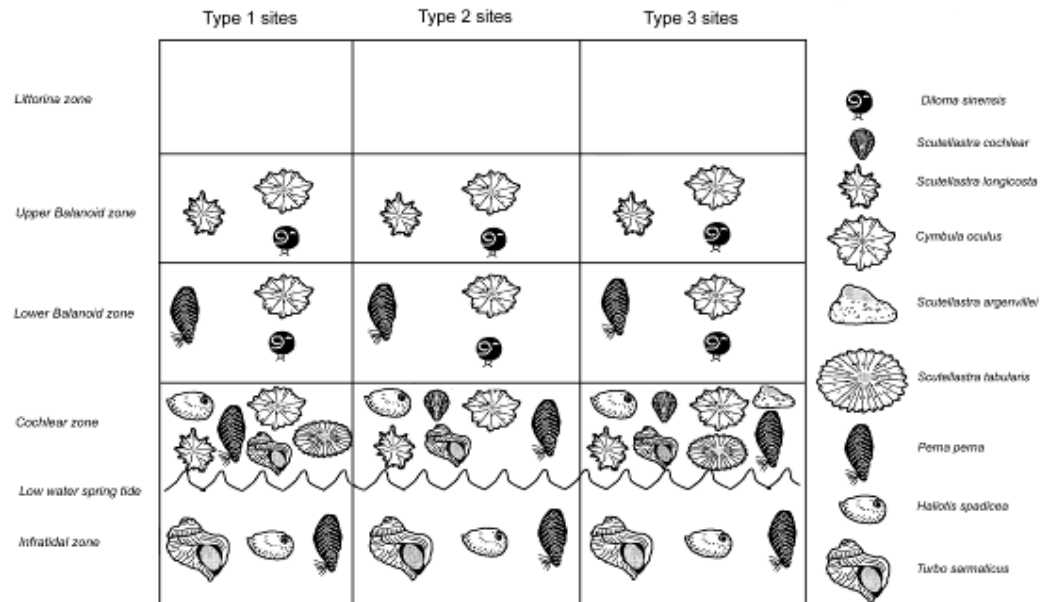 Type 1 sites
Type 2 sites
Type 3 sites
Littorina zone
Upper Balanoid zone
Lower Balanoid zone
Cochlear zone
Low water spring tide
Infratidal zone
Diloma sinensis
Scutellastra cochlear
Scutellastra longicosta
Cymbula oculus
Scutellastra argenvillei
Scutellastra tabularis
Perna perna
Haliotis spadicea
Turbo sarmaticus